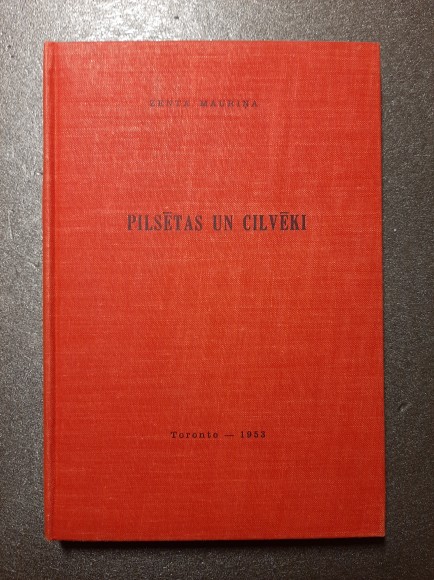 ZENTA MAURIŅA
PILSĒTAS UN CILVĒKI
Toronto — 1953